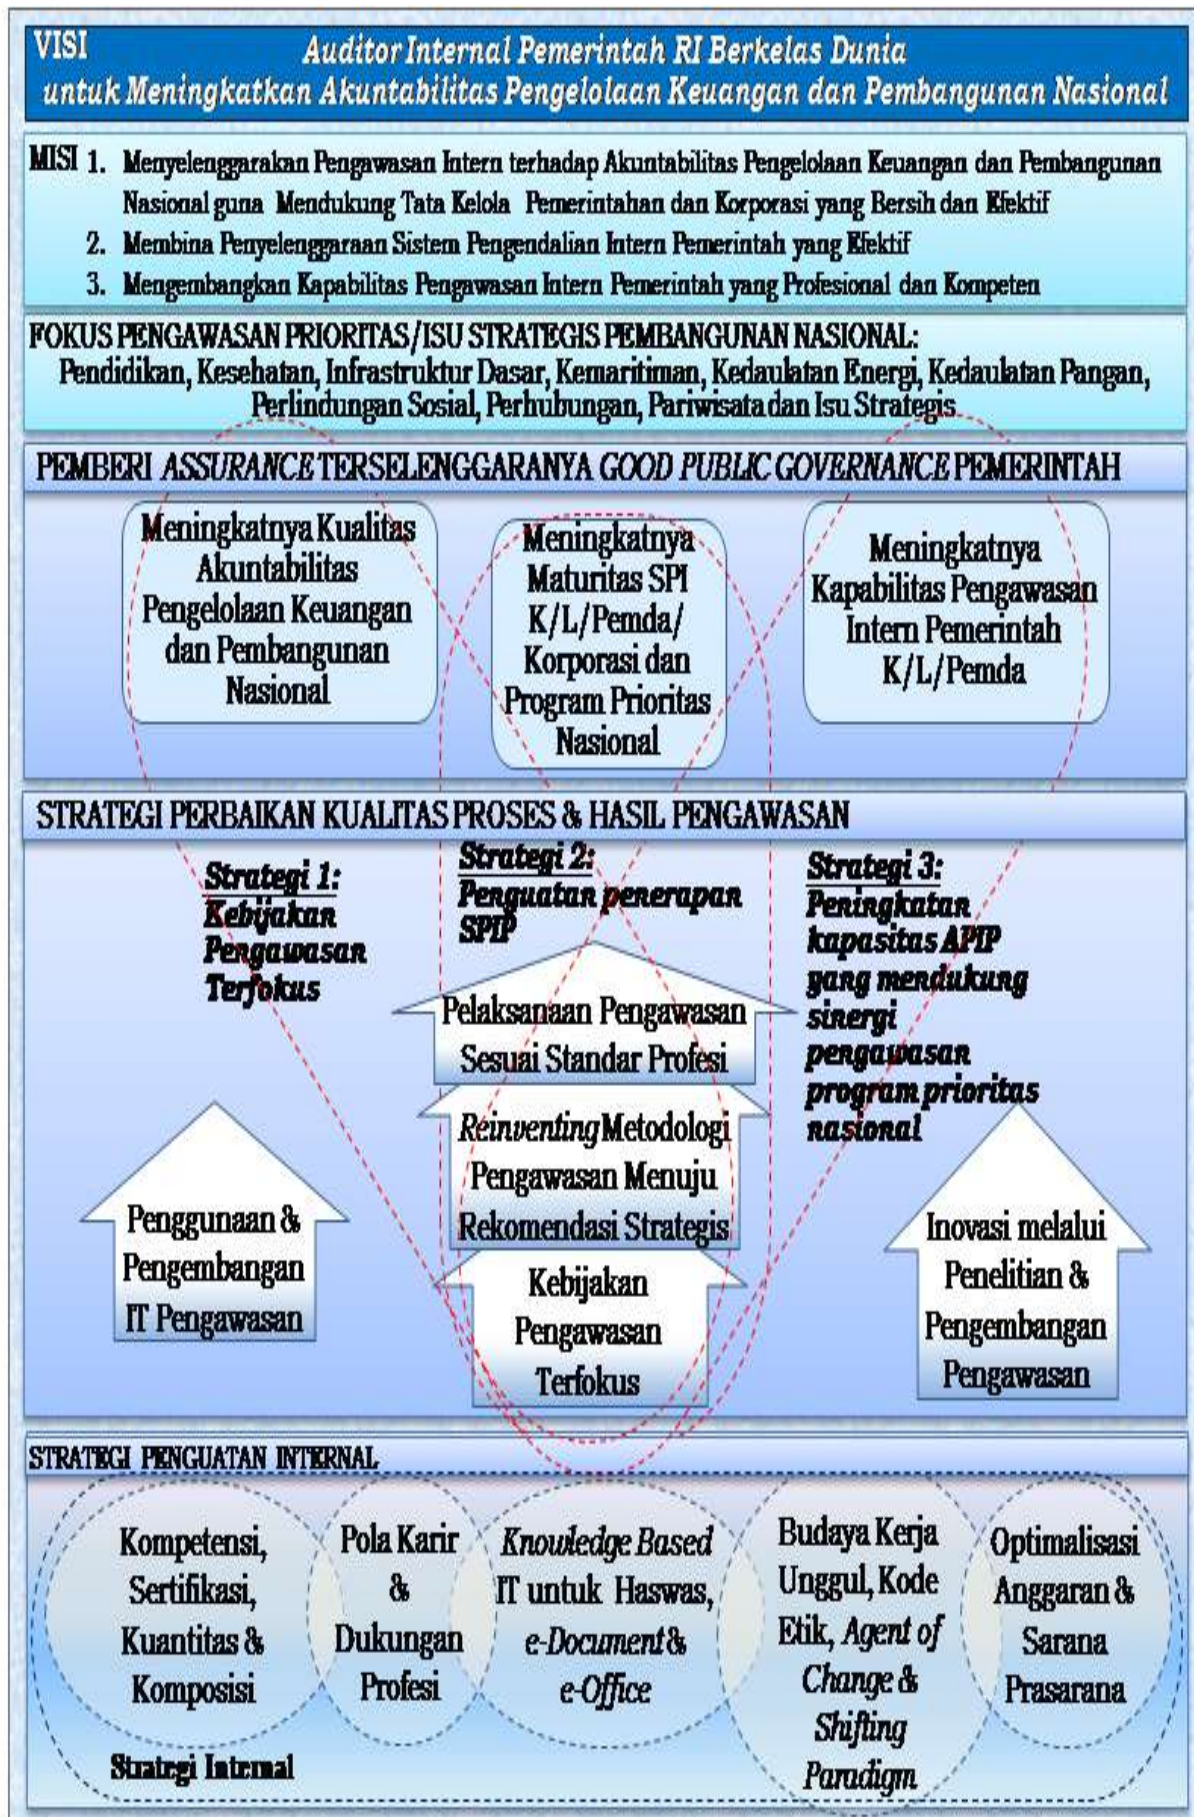 VISI Auditor Internal Pemerintah RI Berkelas Dunia
untuk Meningkatkan Akuntabilitas Pengelolaan Keuangan dan Pembangunan Nasional
MISI 1. Menyelenggarakan Pengawasan Intern terhadap Akuntabilitas Pengelolaan Keuangan dan Pembangunan
Nasional guna Mendukung Tata Kelola Pemerintahan dan Korporasi yang Bersih dan Efektif
2. Membina Penyelenggaraan Sistem Pengendalian Intern Pemerintah yang Efektif
3. Mengembangkan Kapabilitas Pengawasan Intern Pemerintah yang Profesional dan Kompeten
FOKUS PENGAWASAN PRIORITAS/ISU STRATEGIS PEMBANGUNAN NASIONAL:
Pendidikan, Kesehatan, Infrastruktur Dasar, Kemaritiman, Kedaulatan Energi, Kedaulatan Pangan,
Perlindungan Sosial, Perhubungan, Pariwisata dan Isu Strategis
PEMBERI ASSURANCE TERSELENGGARANYA GOOD PUBLIC GOVERNANCE PEMERINTAH
Meningkatnya Kualitas
Akuntabilitas
Pengelolaan Keuangan
dan Pembangunan
Nasional
Meningkatnya
Maturitas SPI
K/L/Pemda/
Korporasi dan
Program Prioritas
Nasional
Meningkatnya
Kapabilitas Pengawasan
Intern Pemerintah
K/L/Pemda
STRATEGI PERBAIKAN KUALITAS PROSES & HASIL PENGAWASAN
Strategi 1:
Kebijakan
Pengawasan
Terfokus
Strategi 2:
Penguatan penerapan
SPIP
Strategi 3:
Peningkatan
kapasitas APIP
yang mendukung
sinergi
pengawasan
program prioritas
nasional
Pelaksanaan Pengawasan
Sesuai Standar Profesi
Reinventing Metodologi
Pengawasan Menuju
Rekomendasi Strategis
Kebijakan
Pengawasan
Terfokus
Penggunaan &
Pengembangan
IT Pengawasan
Inovasi melalui
Penelitian &
Pengembangan
Pengawasan
STRATEGI PENGUATAN INTERNAL
Kompetensi,
Sertifikasi,
Kuantitas &
Komposisi
Pola Karir
&
Dukungan
Profesi
Knowledge Based
IT untuk Haswas,
e-Document &
e-Office
Budaya Kerja
Unggul, Kode
Etik, Agent of
Change &
Shifting
Paradigm
Optimalisasi
Anggaran &
Sarana
Prasarana
Strategi Internal